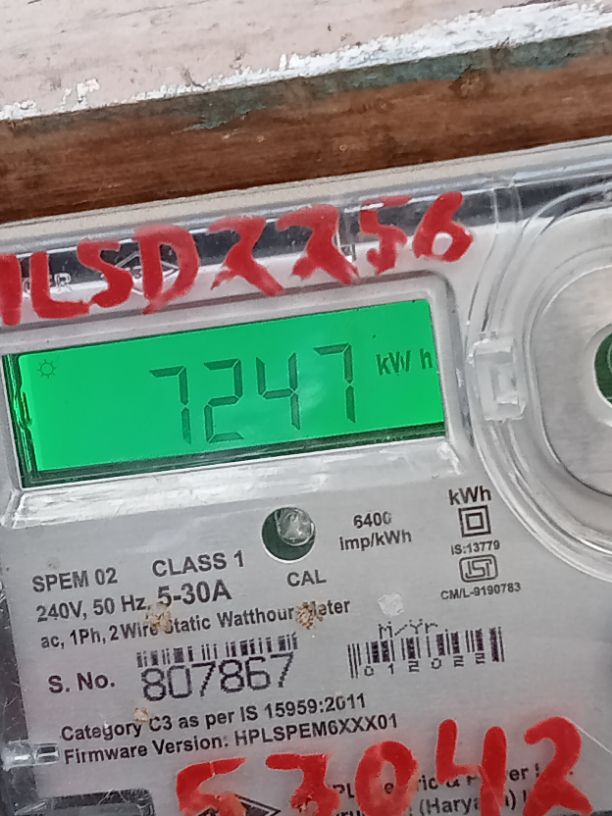 HLSD2256
7247 kWh
kWh
6400
imp/kWh
IS:13779
CM/L-9190783
SPEM 02 CLASS 1
CAL
240V, 50 Hz, 5-30A
ac, 1Ph, 2Wire Static Watthour Meter
M/Yr
012022
S. No. 807867
Category C3 as per IS 15959:2011
Firmware Version: HPLSPEM6XXX01
53042
(Haryana)